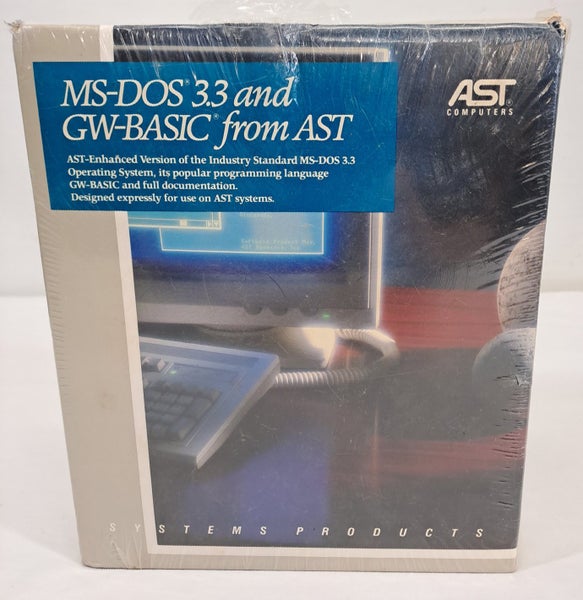 MS-DOS® 3.3 and
GW-BASIC® from AST
AST-Enhanced Version of the Industry Standard MS-DOS 3.3
Operating System, its popular programming language
GW-BASIC and full documentation.
Designed expressly for use on AST systems.
AST®
COMPUTERS
SYSTEMS PRODUCTS